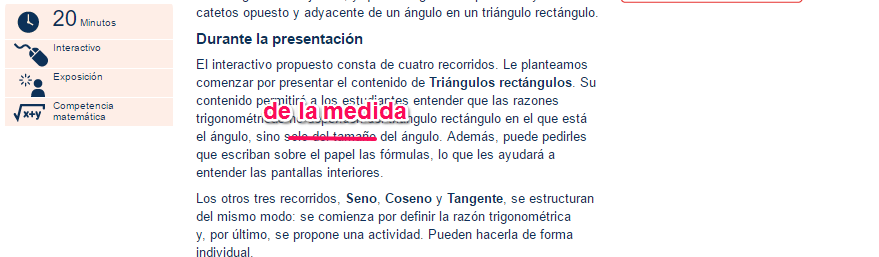 catetos opuesto y adyacente de un ángulo en un triángulo rectángulo.
20 Minutos
Interactivo
Exposición
√x+y Competencia
matemática
Durante la presentación
El interactivo propuesto consta de cuatro recorridos. Le planteamos
comenzar por presentar el contenido de Triángulos rectángulos. Su
contenido permitirá a los estudiantes entender que las razones
de la medida
rectángulo en el que está
el ángulo, sino solo del tamaño del ángulo. Además, puede pedirles
que escriban sobre el papel las fórmulas, lo que les ayudará a
entender las pantallas interiores.
Los otros tres recorridos, Seno, Coseno y Tangente, se estructuran
del mismo modo: se comienza por definir la razón trigonométrica
y, por último, se propone una actividad. Pueden hacerla de forma
individual.